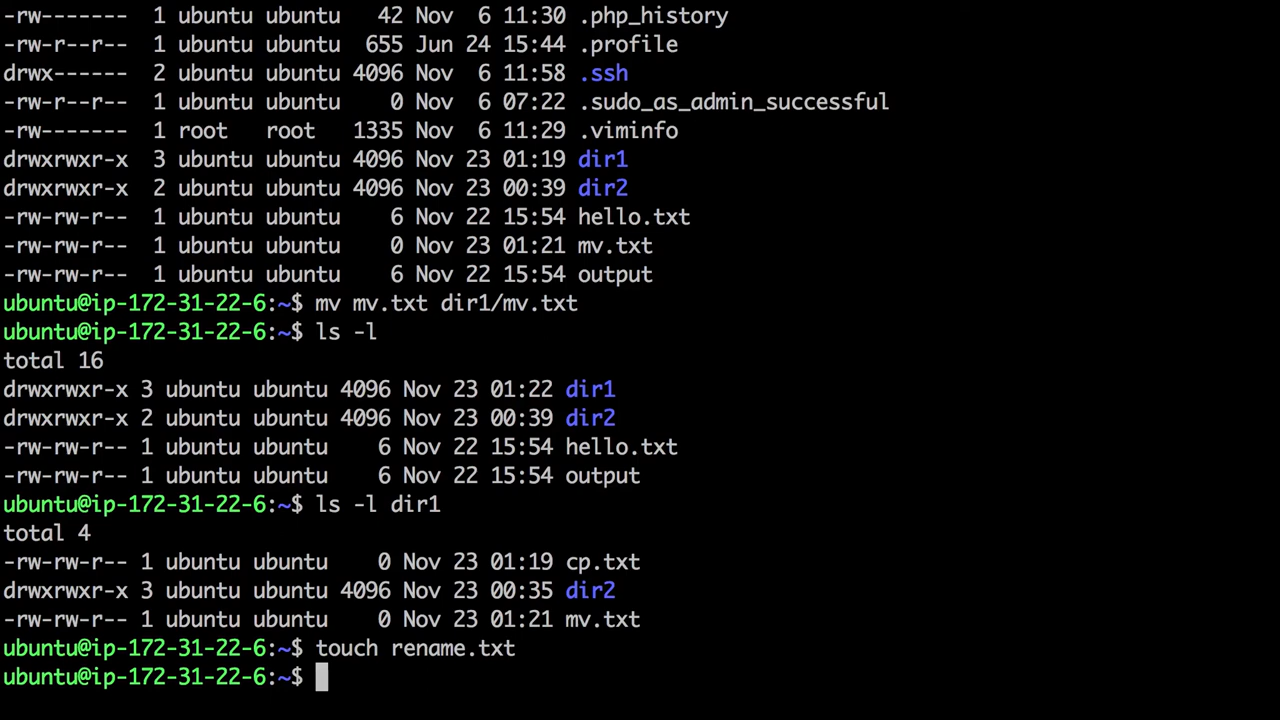 -rw------- 1 ubuntu ubuntu 42 Nov 6 11:30 .php_history
-rw-r--r-- 1 ubuntu ubuntu 655 Jun 24 15:44 .profile
drwx------ 2 ubuntu ubuntu 4096 Nov 6 11:58 .ssh
-rw-r--r-- 1 ubuntu ubuntu 0 Nov 6 07:22 .sudo_as_admin_successful
-rw------- 1 root root 1335 Nov 6 11:29 .viminfo
drwxrwxr-x 3 ubuntu ubuntu 4096 Nov 23 01:19 dir1
drwxrwxr-x 2 ubuntu ubuntu 4096 Nov 23 00:39 dir2
-rw-rw-r-- 1 ubuntu ubuntu 6 Nov 22 15:54 hello.txt
-rw-rw-r-- 1 ubuntu ubuntu 0 Nov 23 01:21 mv.txt
-rw-rw-r-- 1 ubuntu ubuntu 6 Nov 22 15:54 output
ubuntu@ip-172-31-22-6:~$ mv mv.txt dir1/mv.txt
ubuntu@ip-172-31-22-6:~$ ls -l
total 16
drwxrwxr-x 3 ubuntu ubuntu 4096 Nov 23 01:22 dir1
drwxrwxr-x 2 ubuntu ubuntu 4096 Nov 23 00:39 dir2
-rw-rw-r-- 1 ubuntu ubuntu 6 Nov 22 15:54 hello.txt
-rw-rw-r-- 1 ubuntu ubuntu 6 Nov 22 15:54 output
ubuntu@ip-172-31-22-6:~$ ls -l dir1
total 4
-rw-rw-r-- 1 ubuntu ubuntu 0 Nov 23 01:19 cp.txt
drwxrwxr-x 3 ubuntu ubuntu 4096 Nov 23 00:35 dir2
-rw-rw-r-- 1 ubuntu ubuntu 0 Nov 23 01:21 mv.txt
ubuntu@ip-172-31-22-6:~$ touch rename.txt
ubuntu@ip-172-31-22-6:~$